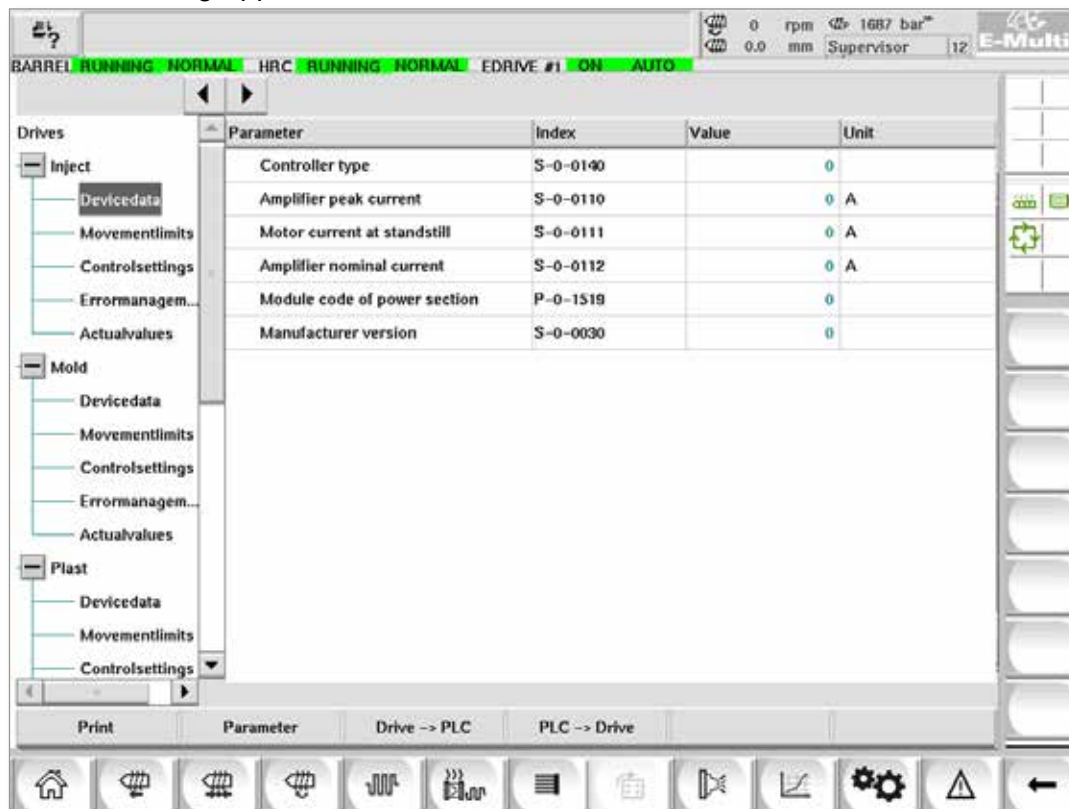 ?
0 rpm 1687 bar"
0.0 mm Supervisor 12 E-Multi
BARREL RUNNING NORMAL HRC RUNNING NORMAL EDRIVE #1 ON AUTO
Drives
Parameter Index Value Unit
Inject
Controller type S-0-0140 0
Devicedata
Amplifier peak current S-0-0110 0 A
Movementlimits
Motor current at standstill S-0-0111 0 A
Controlsettings
Amplifier nominal current S-0-0112 0 A
Errormanagem...
Module code of power section P-0-1519 0
Actualvalues
Manufacturer version S-0-0030 0
Mold
Devicedata
Movementlimits
Controlsettings
Errormanagem...
Actualvalues
Plast
Devicedata
Movementlimits
Controlsettings
Print Parameter Drive -> PLC PLC -> Drive